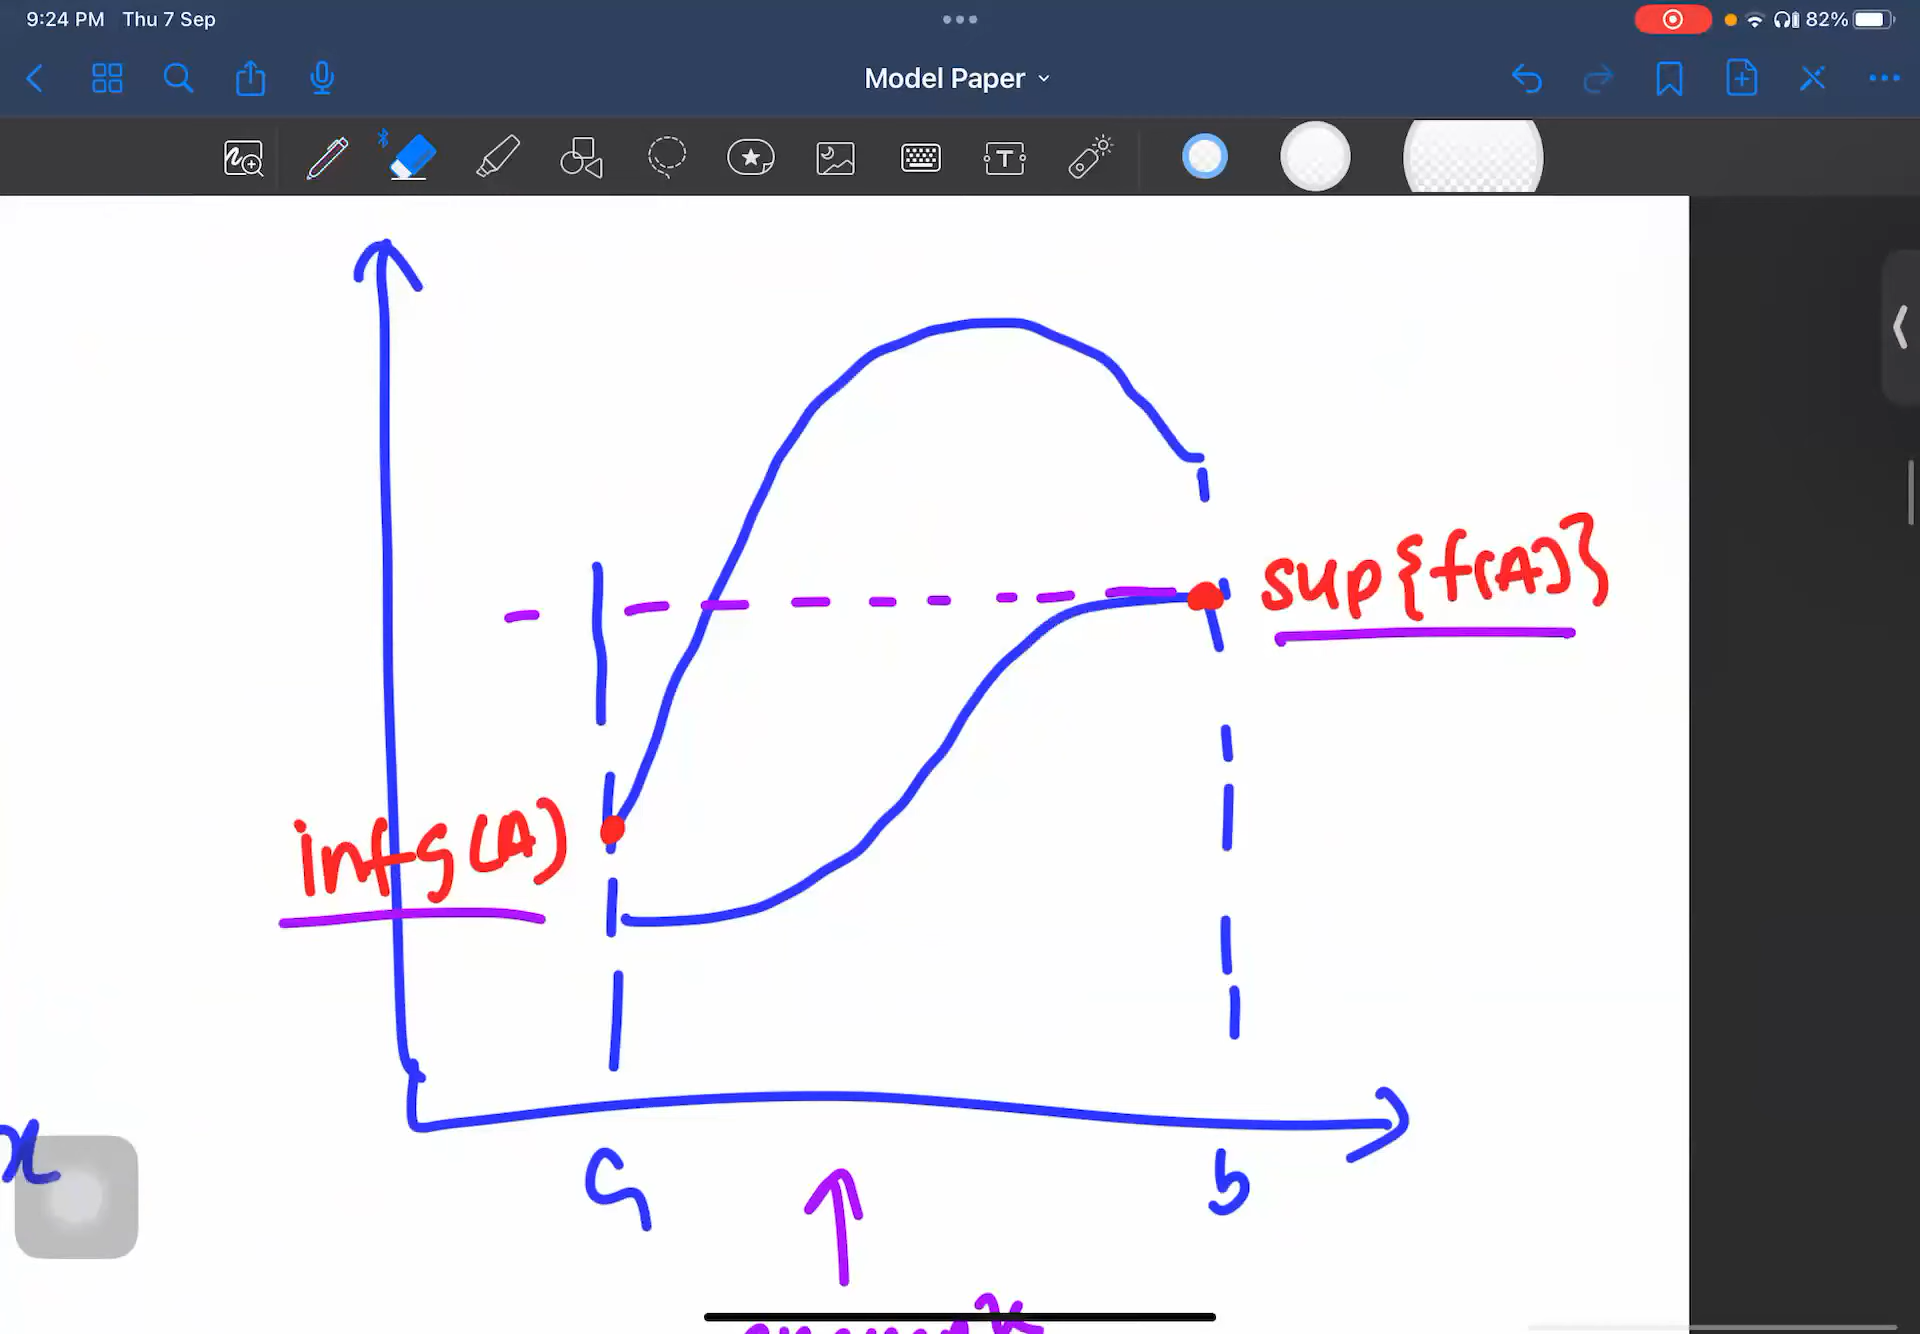 9:24 PM Thu 7 Sep
82%
Model Paper
T
sup{f(A)}
inf g(A)
x
a
b